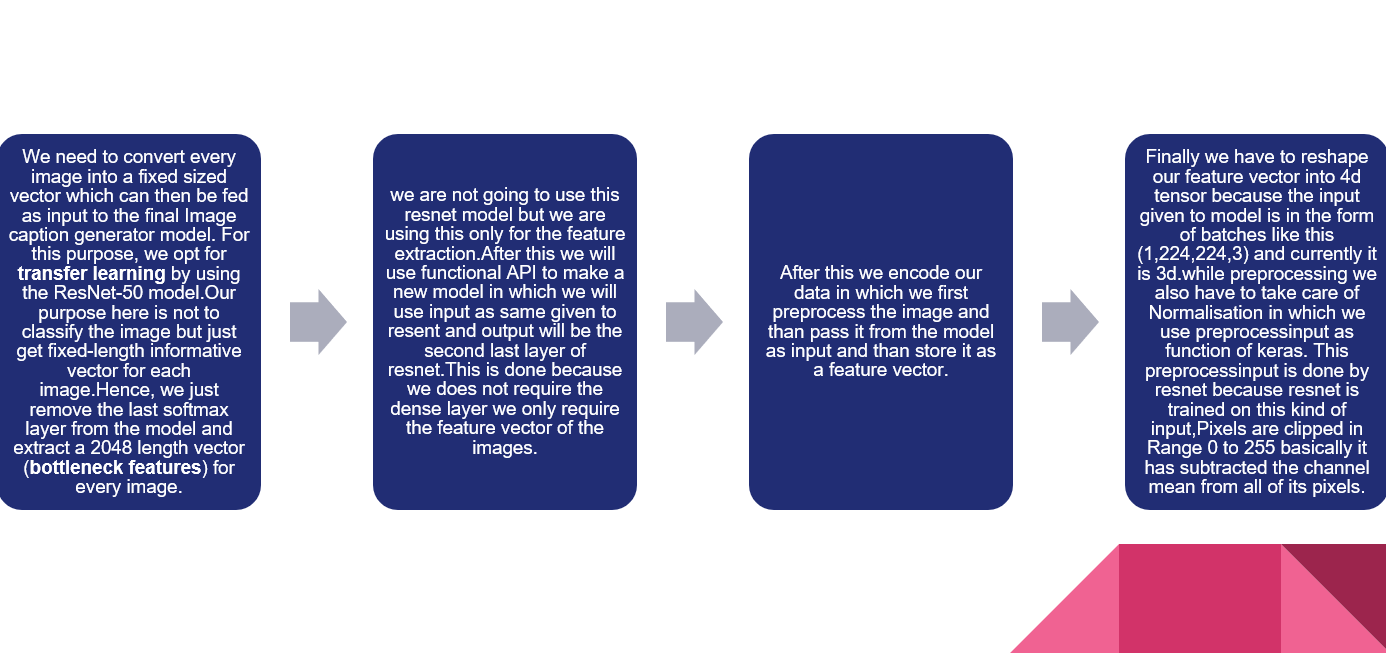 We need to convert every
image into a fixed sized
vector which can then be fed
as input to the final Image
caption generator model. For
this purpose, we opt for
transfer learning by using
the ResNet-50 model.Our
purpose here is not to
classify the image but just
get fixed-length informative
vector for each
image.Hence, we just
remove the last softmax
layer from the model and
extract a 2048 length vector
(bottleneck features) for
every image.
we are not going to use this
resnet model but we are
using this only for the feature
extraction.After this we will
use functional API to make a
new model in which we will
use input as same given to
resent and output will be the
second last layer of
resnet.This is done because
we does not require the
dense layer we only require
the feature vector of the
images.
After this we encode our
data in which we first
preprocess the image and
than pass it from the model
as input and than store it as
a feature vector.
Finally we have to reshape
our feature vector into 4d
tensor because the input
given to model is in the form
of batches like this
(1,224,224,3) and currently it
is 3d.while preprocessing we
also have to take care of
Normalisation in which we
use preprocessinput as
function of keras. This
preprocessinput is done by
resnet because resnet is
trained on this kind of
input,Pixels are clipped in
Range 0 to 255 basically it
has subtracted the channel
mean from all of its pixels.